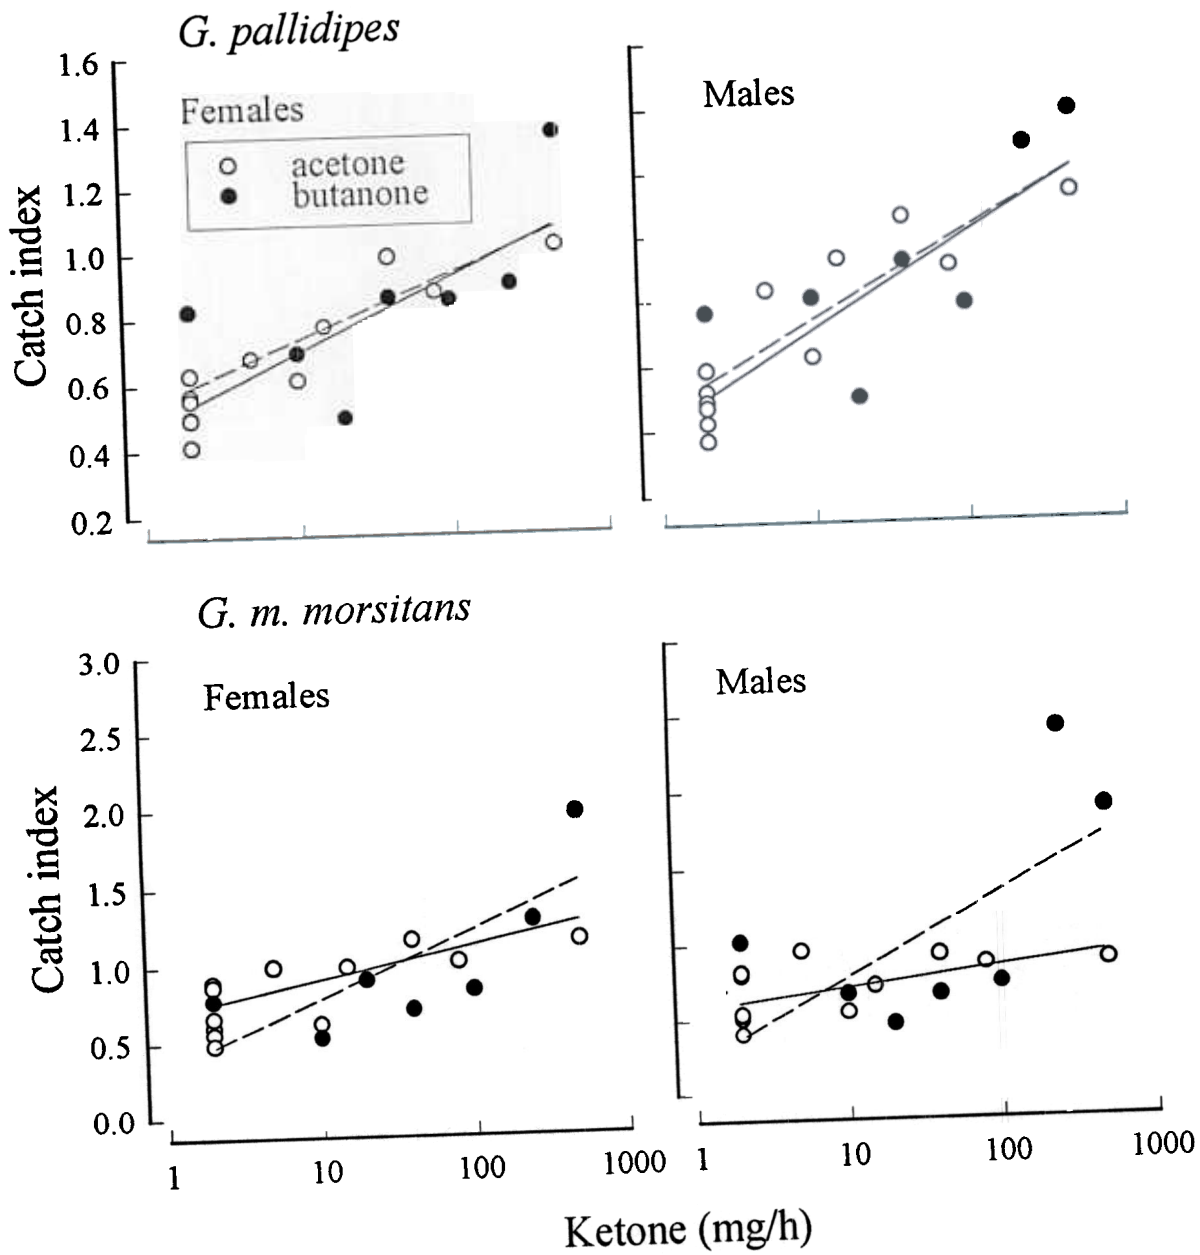 G. pallidipes
1.6
1.4
1.2
1.0
0.8
0.6
0.4
0.2
Catch index
Females
acetone
butanone
Males
G. m. morsitans
3.0
2.5
2.0
1.5
1.0
0.5
0.0
Catch index
Females
Males
1 10 100 1000
1 10 100 1000
Ketone (mg/h)